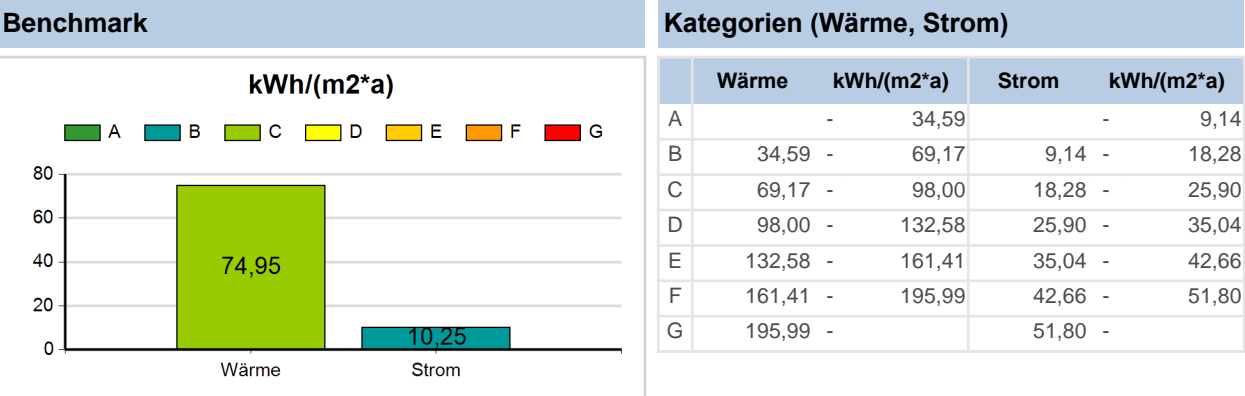 Benchmark
kWh/(m2*a)
A B C D E F G
80
60
40
20
0
74,95
10,25
Wärme Strom
Kategorien (Wärme, Strom)
Wärme kWh/(m2*a) Strom kWh/(m2*a)
A - 34,59 - 9,14
B 34,59 - 69,17 9,14 - 18,28
C 69,17 - 98,00 18,28 - 25,90
D 98,00 - 132,58 25,90 - 35,04
E 132,58 - 161,41 35,04 - 42,66
F 161,41 - 195,99 42,66 - 51,80
G 195,99 - 51,80 -